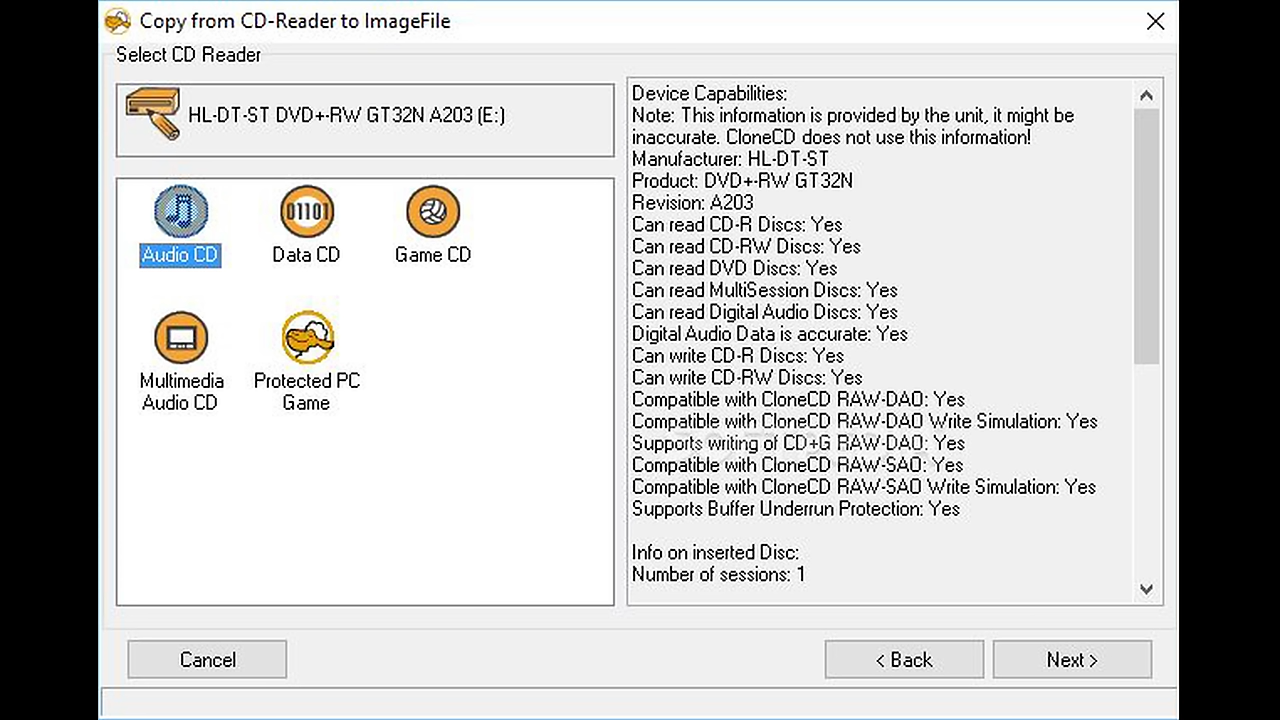 Copy from CD-Reader to ImageFile
Select CD Reader
HL-DT-ST DVD+-RW GT32N A203 (E:)
Audio CD
01101
Data CD
Game CD
Multimedia
Audio CD
Protected PC
Game
Device Capabilities:
Note: This information is provided by the unit, it might be
inaccurate. CloneCD does not use this information!
Manufacturer: HL-DT-ST
Product: DVD+-RW GT32N
Revision: A203
Can read CD-R Discs: Yes
Can read CD-RW Discs: Yes
Can read DVD Discs: Yes
Can read MultiSession Discs: Yes
Can read Digital Audio Discs: Yes
Digital Audio Data is accurate: Yes
Can write CD-R Discs: Yes
Can write CD-RW Discs: Yes
Compatible with CloneCD RAW-DAO: Yes
Compatible with CloneCD RAW-DAO Write Simulation: Yes
Supports writing of CD+G RAW-DAO: Yes
Compatible with CloneCD RAW-SAO: Yes
Compatible with CloneCD RAW-SAO Write Simulation: Yes
Supports Buffer Underrun Protection: Yes
Info on inserted Disc:
Number of sessions: 1
Cancel
< Back
Next >